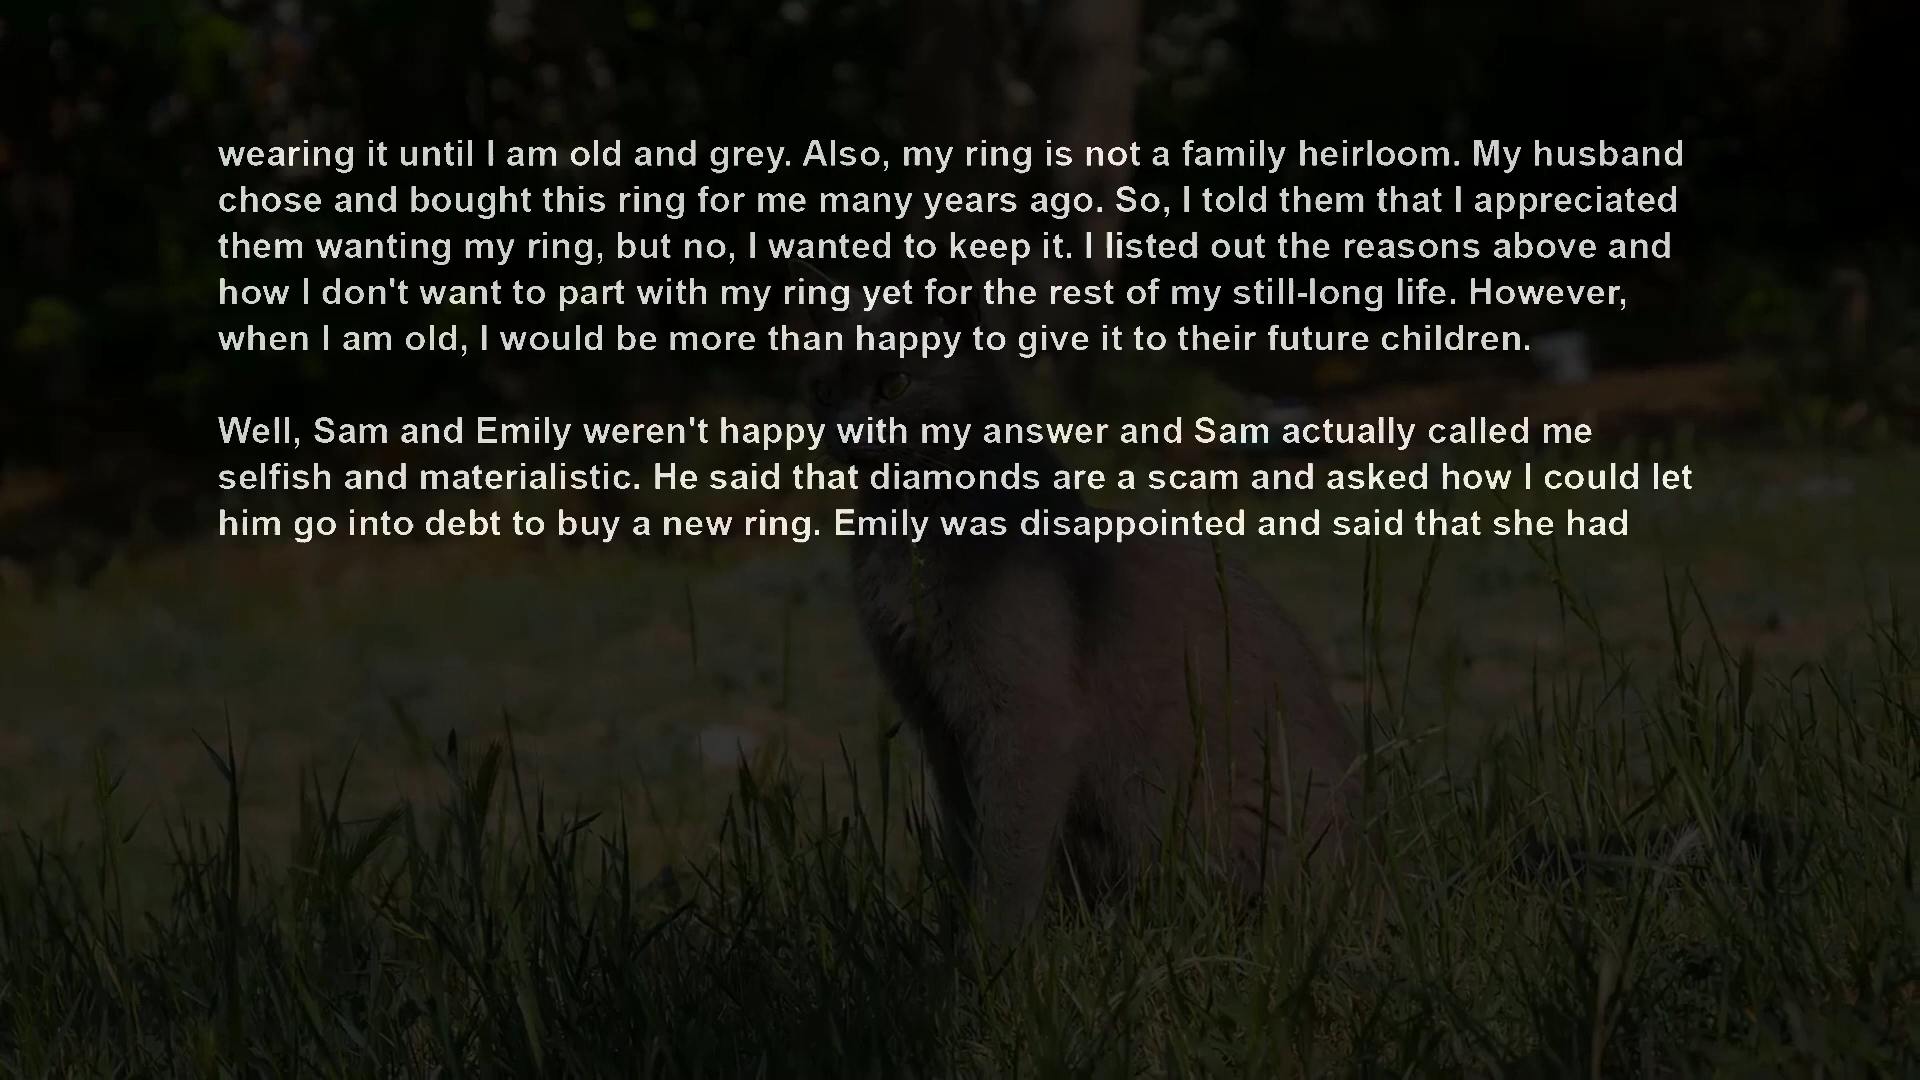 wearing it until I am old and grey. Also, my ring is not a family heirloom. My husband
chose and bought this ring for me many years ago. So, I told them that I appreciated
them wanting my ring, but no, I wanted to keep it. I listed out the reasons above and
how I don't want to part with my ring yet for the rest of my still-long life. However,
when I am old, I would be more than happy to give it to their future children.
Well, Sam and Emily weren't happy with my answer and Sam actually called me
selfish and materialistic. He said that diamonds are a scam and asked how I could let
him go into debt to buy a new ring. Emily was disappointed and said that she had